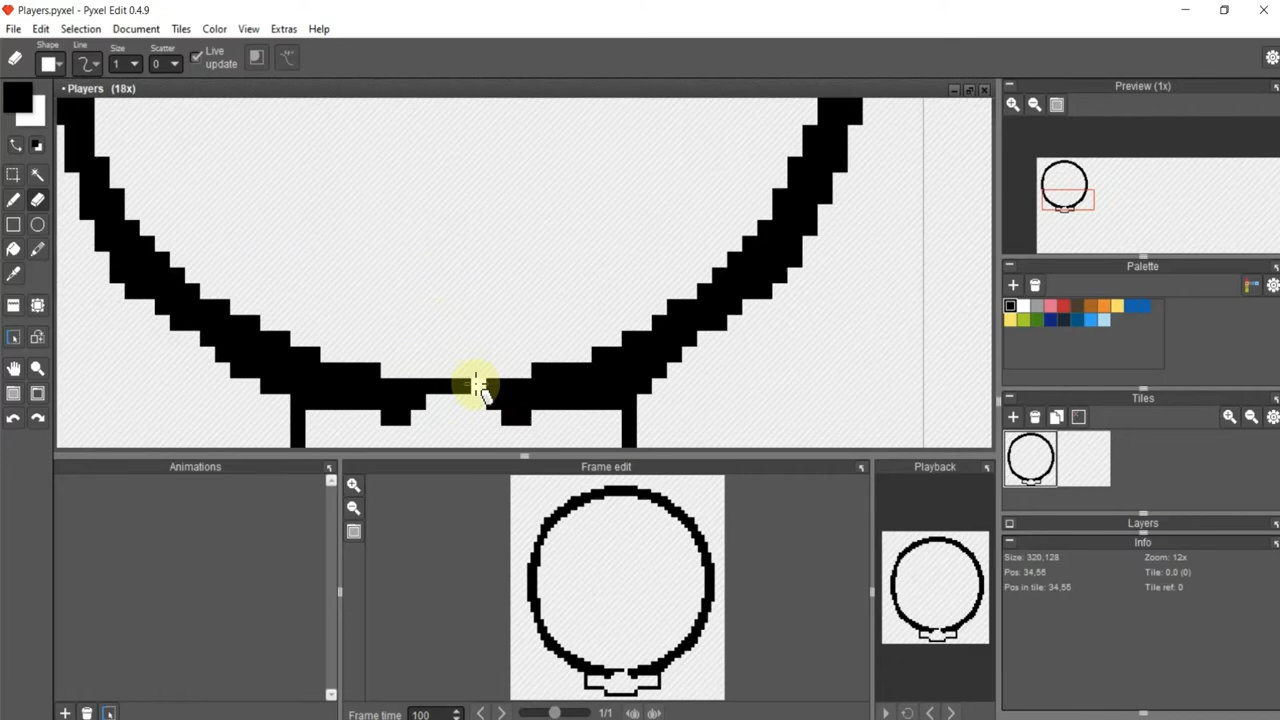 Players.pyxel - Pyxel Edit 0.4.9
File Edit Selection Document Tiles Color View Extras Help
Shape Line Size Scatter Live update
1 0
• Players (18x)
Preview (1x)
Palette
Tiles
Layers
Info
Size: 320,128 Zoom: 12x
Pos: 34,55 Tile: 0,0 (0)
Pos in tile: 34,55 Tile ref: 0
Animations Frame edit Playback
Frame time 100 1/1